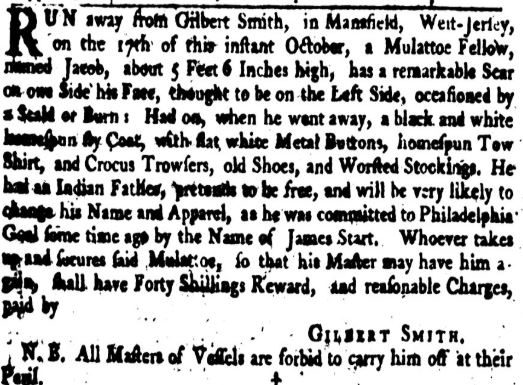 RUN away from Gilbert Smith, in Mansfield, West-Jersey,
on the 17th of this instant October, a Mulattoe Fellow,
named Jacob, about 5 Feet 6 Inches high, has a remarkable Scar
on one Side his Face, thought to be on the Left Side, occasioned by
a Scald or Burn: Had on, when he went away, a black and white
homespun Coat, with flat white Metal Buttons, homespun Tow
Shirt, and Crocus Trowsers, old Shoes, and Worsted Stockings. He
had an Indian Father, pretends to be free, and will be very likely to
change his Name and Apparel, as he was committed to Philadelphia
Goal some time ago by the Name of James Start. Whoever takes
up and secures said Mulattoe, so that his Master may have him a-
gain, shall have Forty Shillings Reward, and reasonable Charges,
paid by
GILBERT SMITH.
N. B. All Masters of Vessels are forbid to carry him off at their
Peril.